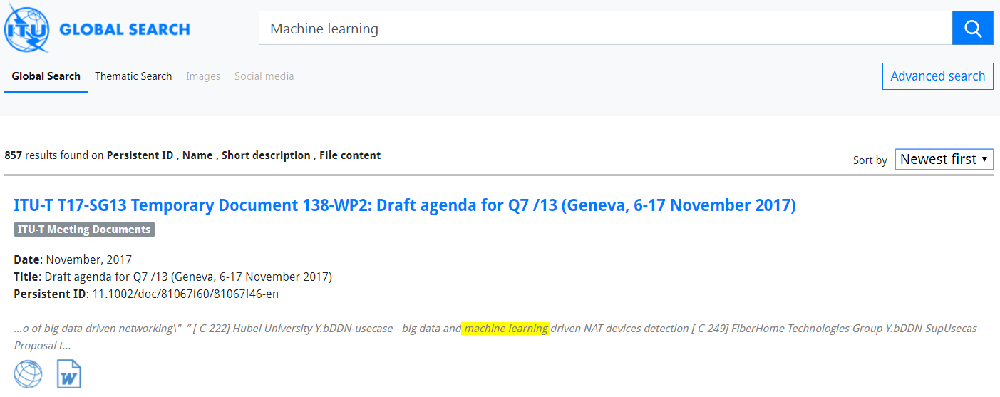 ITU GLOBAL SEARCH
Machine learning
Global Search Thematic Search Images Social media
Advanced search
857 results found on Persistent ID , Name , Short description , File content
Sort by Newest first
ITU-T T17-SG13 Temporary Document 138-WP2: Draft agenda for Q7 /13 (Geneva, 6-17 November 2017)
ITU-T Meeting Documents
Date: November, 2017
Title: Draft agenda for Q7 /13 (Geneva, 6-17 November 2017)
Persistent ID: 11.1002/doc/81067f60/81067f46-en
...o of big data driven networking\" ” [ C-222] Hubei University Y.bDDN-usecase - big data and machine learning driven NAT devices detection [ C-249] FiberHome Technologies Group Y.bDDN-SupUsecas-
Proposal t...
W